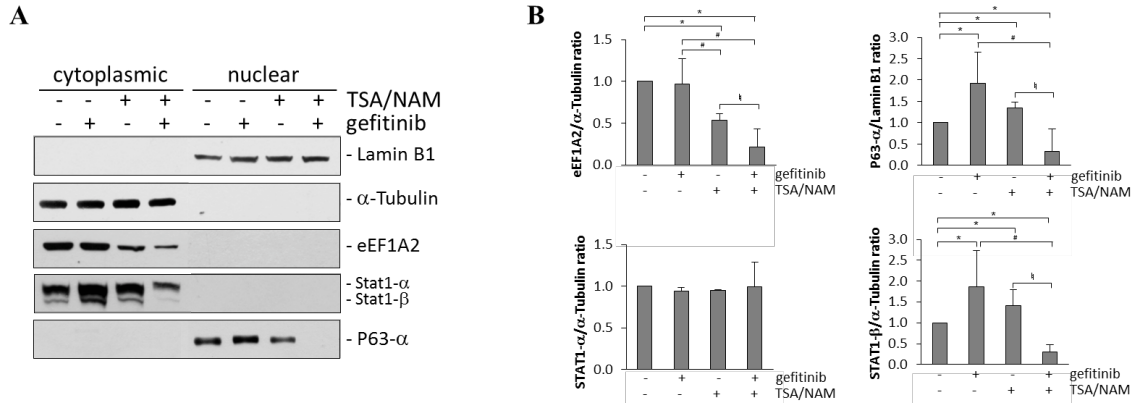 A
cytoplasmic nuclear
- - + + - - + + TSA/NAM
- + - + - + - + gefitinib
- Lamin B1
- α-Tubulin
- eEF1A2
- Stat1-α
- Stat1-β
- P63-α
B
eEF1A2/α-Tubulin ratio
*
*
#
#
ɮ
1.5
1.0
0.5
0.0
- + - + gefitinib
- - + + TSA/NAM
P63-α/Lamin B1 ratio
*
*
*
#
ɮ
3.0
2.5
2.0
1.5
1.0
0.5
0.0
- + - + gefitinib
- - + + TSA/NAM
STAT1-α/α-Tubulin ratio
1.5
1.0
0.5
0.0
- + - +
- - + +
STAT1-β/α-Tubulin ratio
*
*
*
#
ɮ
3.0
2.5
2.0
1.5
1.0
0.5
0.0
- + - + gefitinib
- - + + TSA/NAM